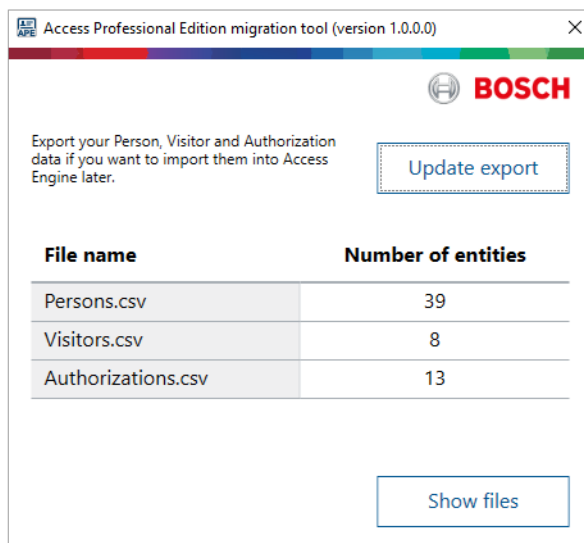 APE Access Professional Edition migration tool (version 1.0.0.0)
BOSCH
Export your Person, Visitor and Authorization
data if you want to import them into Access
Engine later.
Update export
File name Number of entities
Persons.csv 39
Visitors.csv 8
Authorizations.csv 13
Show files